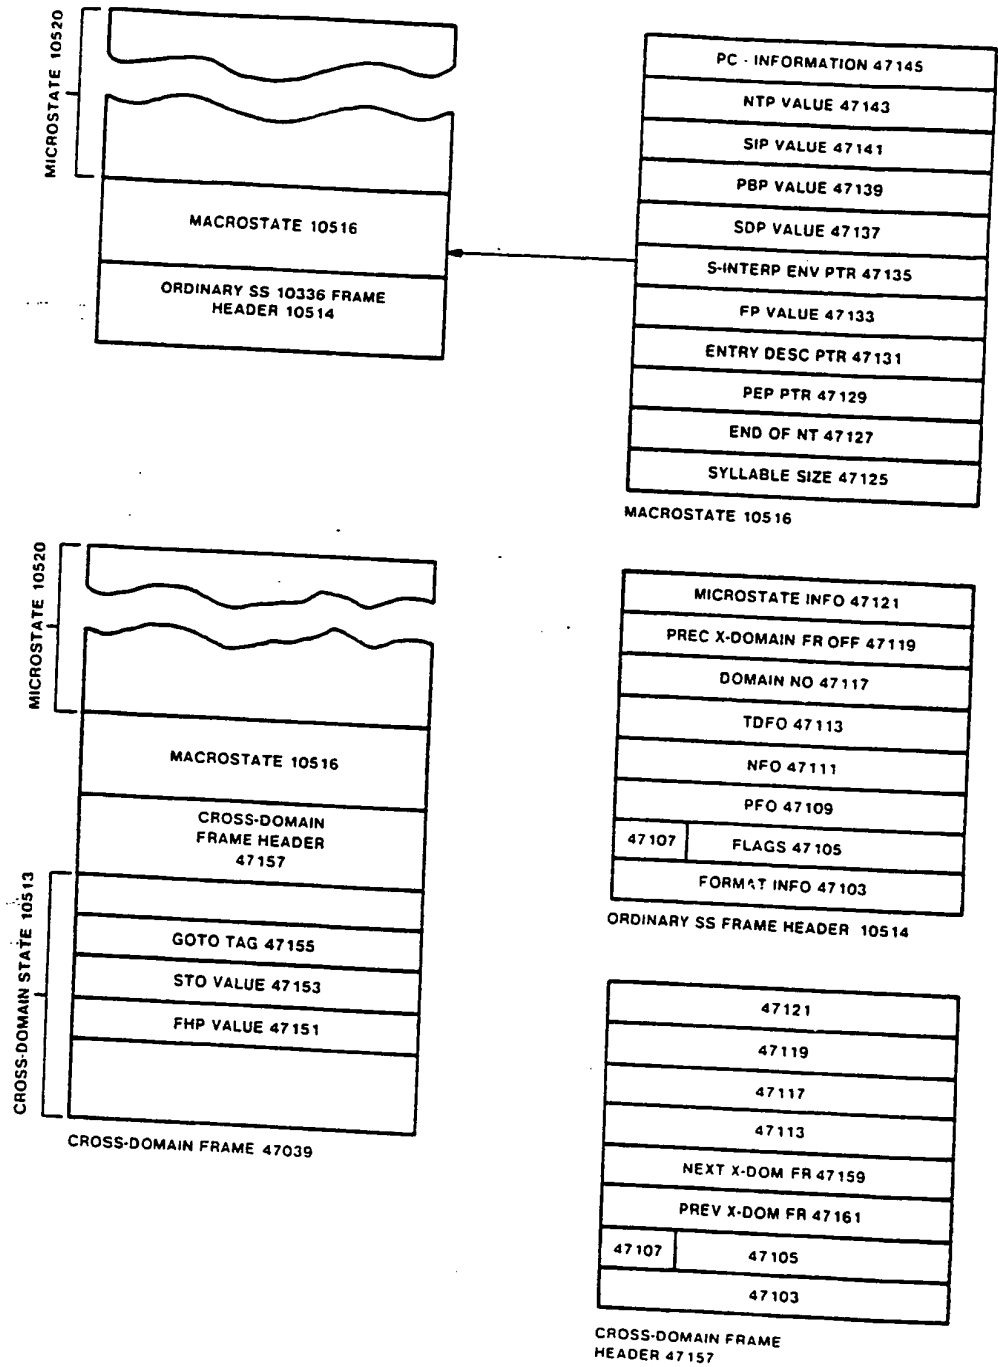 MICROSTATE 10520
MACROSTATE 10516
ORDINARY SS 10336 FRAME
HEADER 10514
PC - INFORMATION 47145
NTP VALUE 47143
SIP VALUE 47141
PBP VALUE 47139
SDP VALUE 47137
S-INTERP ENV PTR 47135
FP VALUE 47133
ENTRY DESC PTR 47131
PEP PTR 47129
END OF NT 47127
SYLLABLE SIZE 47125
MACROSTATE 10516
MICROSTATE 10520
MACROSTATE 10516
CROSS-DOMAIN
FRAME HEADER
47157
CROSS-DOMAIN STATE 10513
GOTO TAG 47155
STO VALUE 47153
FHP VALUE 47151
CROSS-DOMAIN FRAME 47039
MICROSTATE INFO 47121
PREC X-DOMAIN FR OFF 47119
DOMAIN NO 47117
TDFO 47113
NFO 47111
PFO 47109
47107 FLAGS 47105
FORMAT INFO 47103
ORDINARY SS FRAME HEADER 10514
47121
47119
47117
47113
NEXT X-DOM FR 47159
PREV X-DOM FR 47161
47107 47105
47103
CROSS-DOMAIN FRAME
HEADER 47157